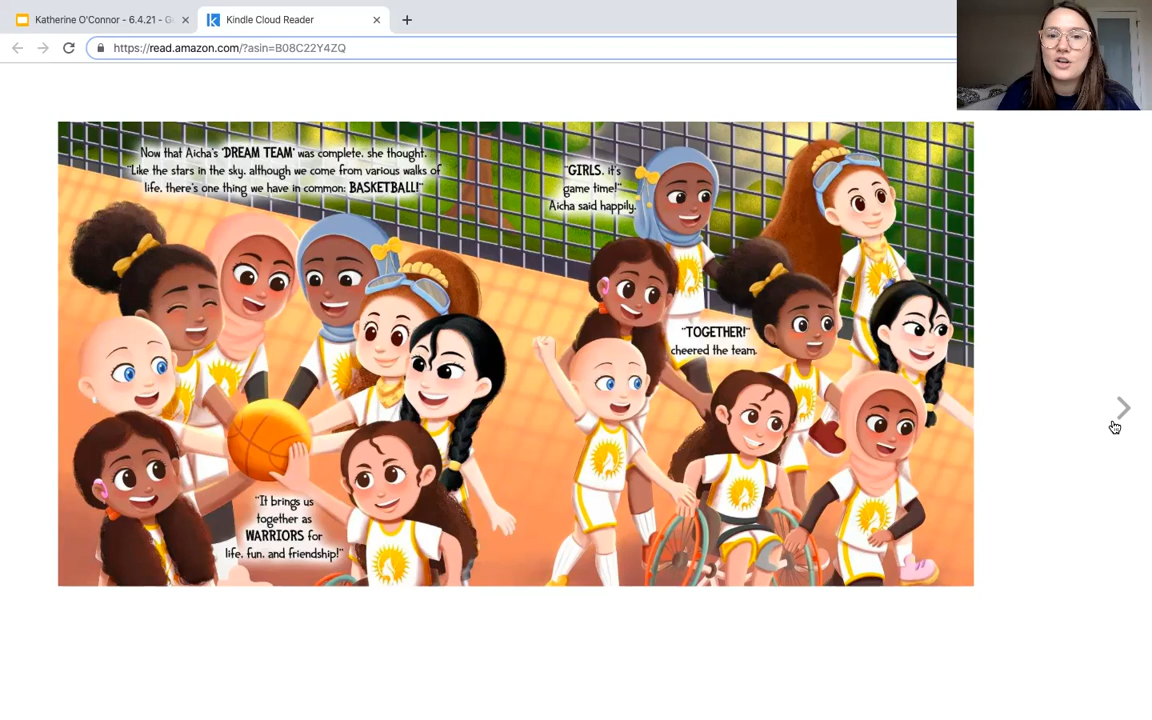 Katherine O'Connor - 6.4.21 - G
Kindle Cloud Reader
https://read.amazon.com/?asin=B08C22Y4ZQ
Now that Aicha's "DREAM TEAM" was complete, she thought,
"Like the stars in the sky, although we come from various walks of
life, there's one thing we have in common: BASKETBALL!"
"It brings us
together as
WARRIORS for
life, fun, and friendship!"
"GIRLS, it's
game time!"
Aicha said happily.
"TOGETHER!"
cheered the team.